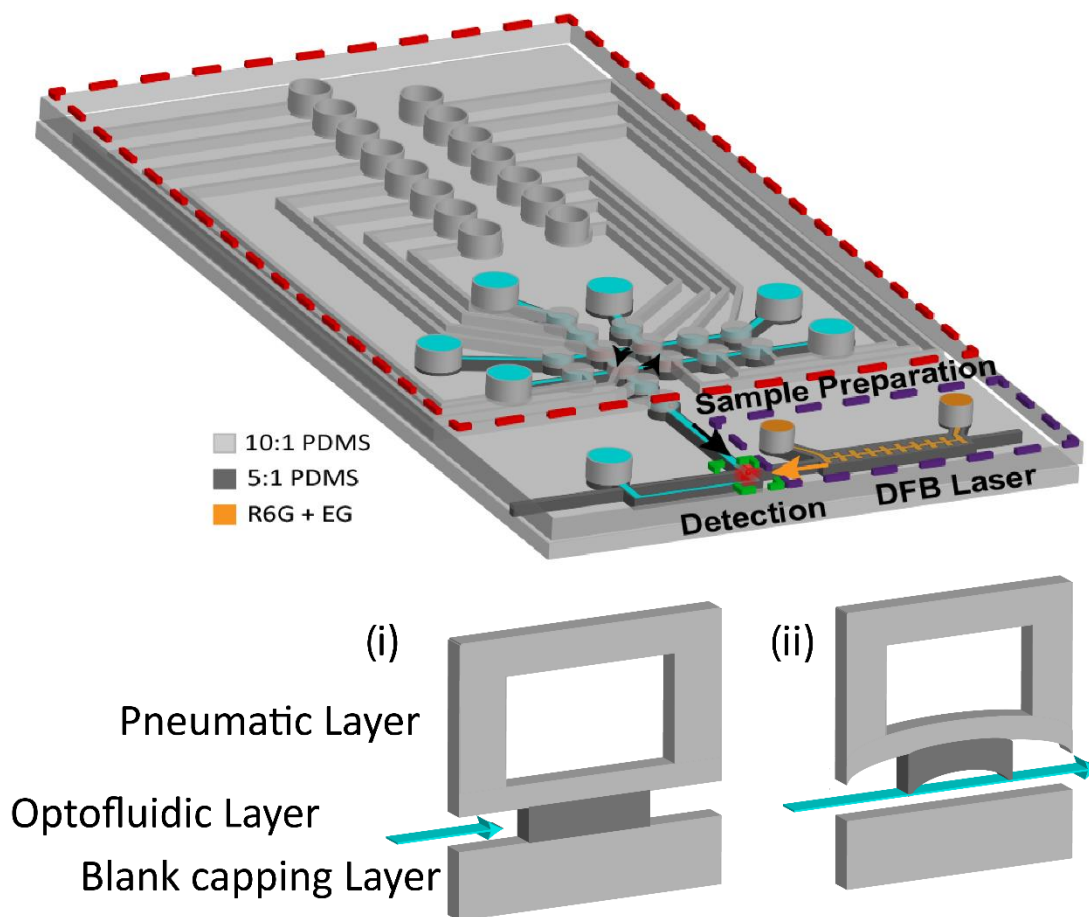 Sample Preparation
10:1 PDMS
5:1 PDMS
R6G + EG
DFB Laser
Detection
(i)
(ii)
Pneumatic Layer
Optofluidic Layer
Blank capping Layer